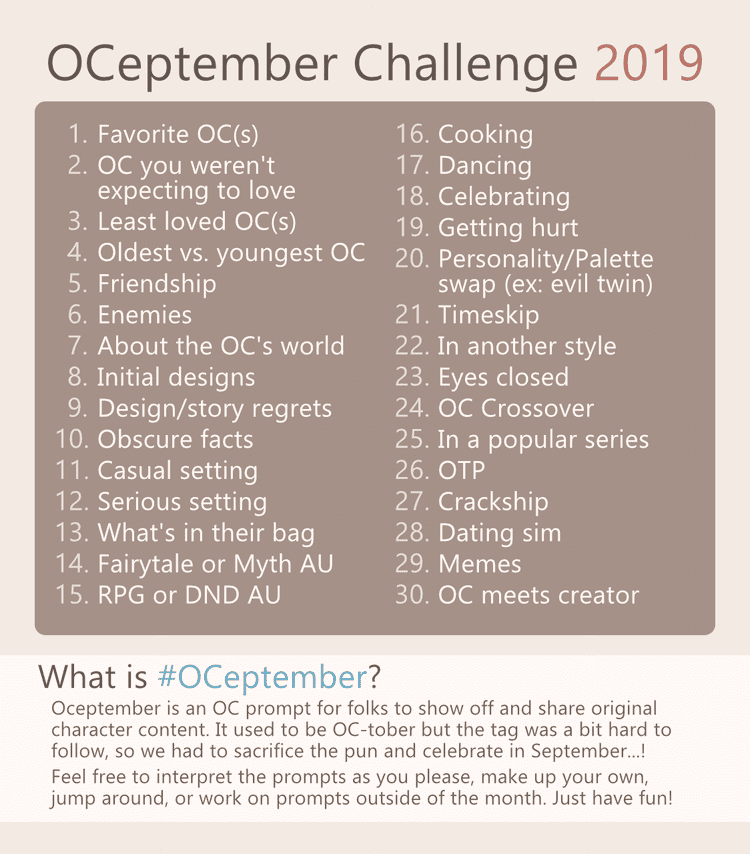 OCeptember Challenge 2019
1. Favorite OC(s)
2. OC you weren't
expecting to love
3. Least loved OC(s)
4. Oldest vs. youngest OC
5. Friendship
6. Enemies
7. About the OC's world
8. Initial designs
9. Design/story regrets
10. Obscure facts
11. Casual setting
12. Serious setting
13. What's in their bag
14. Fairytale or Myth AU
15. RPG or DND AU
16. Cooking
17. Dancing
18. Celebrating
19. Getting hurt
20. Personality/Palette
swap (ex: evil twin)
21. Timeskip
22. In another style
23. Eyes closed
24. OC Crossover
25. In a popular series
26. OTP
27. Crackship
28. Dating sim
29. Memes
30. OC meets creator
What is #OCeptember?
Oceptember is an OC prompt for folks to show off and share original
character content. It used to be OC-tober but the tag was a bit hard to
follow, so we had to sacrifice the pun and celebrate in September...!
Feel free to interpret the prompts as you please, make up your own,
jump around, or work on prompts outside of the month. Just have fun!